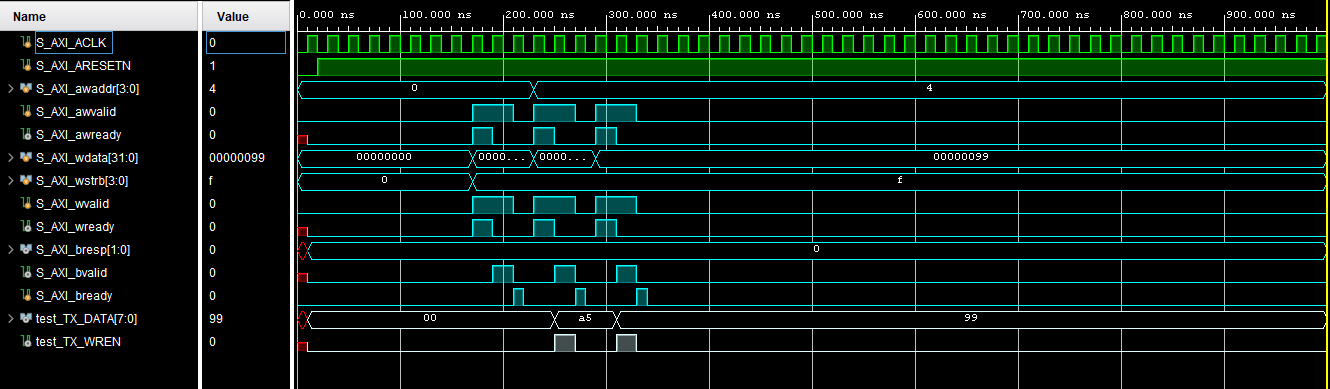 Name Value 0.000 ns 100.000 ns 200.000 ns 300.000 ns 400.000 ns 500.000 ns 600.000 ns 700.000 ns 800.000 ns 900.000 ns
S_AXI_ACLK 0
S_AXI_ARESETN 1
S_AXI_awaddr[3:0] 4 0 4
S_AXI_awvalid 0
S_AXI_awready 0
S_AXI_wdata[31:0] 00000099 00000000 0000... 0000... 00000099
S_AXI_wstrb[3:0] f 0 f
S_AXI_wvalid 0
S_AXI_wready 0
S_AXI_bresp[1:0] 0 0
S_AXI_bvalid 0
S_AXI_bready 0
test_TX_DATA[7:0] 99 00 a5 99
test_TX_WREN 0